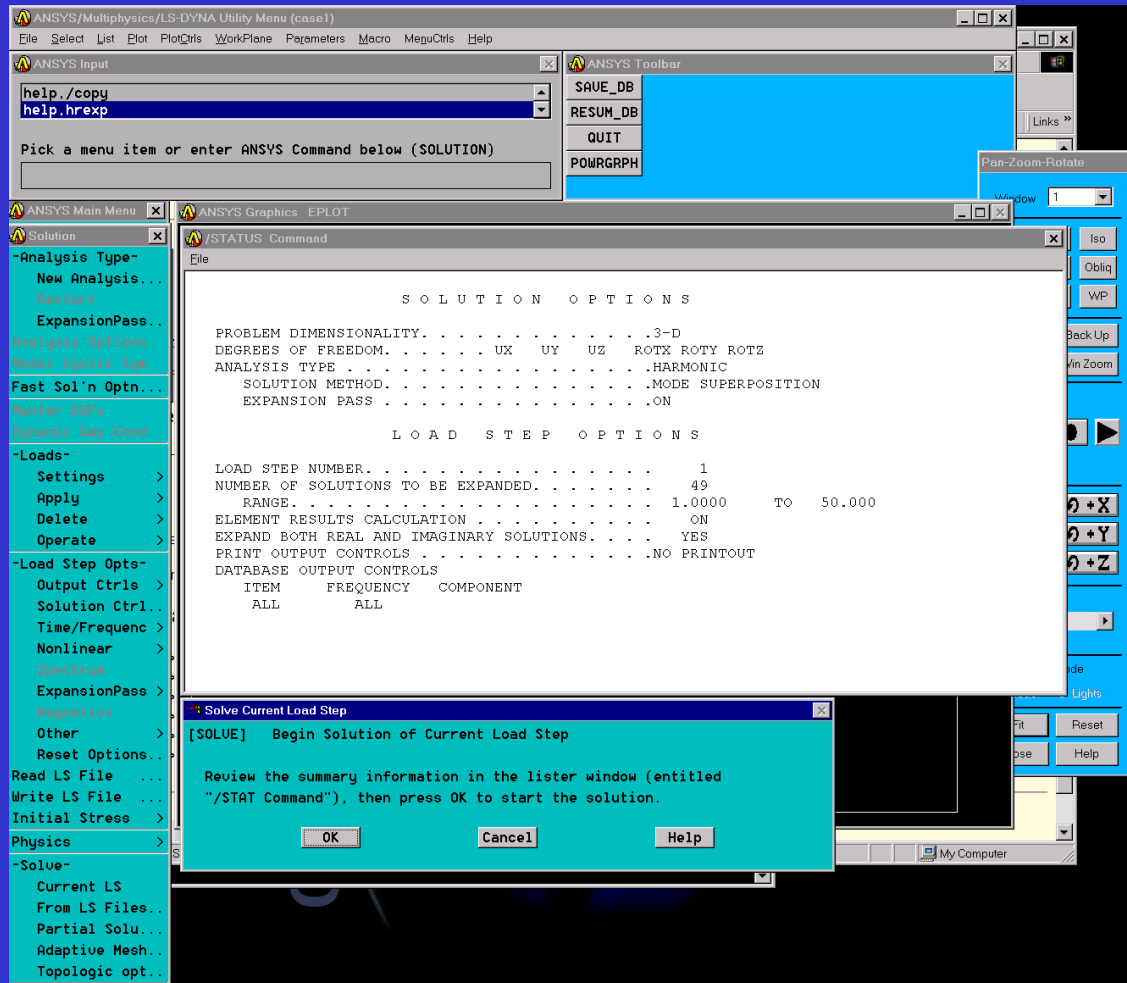 ANSYS/Multiphysics/LS-DYNA Utility Menu (case1)
File Select List Plot PlotCtrls WorkPlane Parameters Macro MenuCtrls Help
ANSYS Input
ANSYS Toolbar
help,/copy
help,hrexp
Pick a menu item or enter ANSYS Command below (SOLUTION)
SAVE_DB
RESUM_DB
QUIT
POWRGRPH
Links »
Pan-Zoom-Rotate
Window 1
Iso
Obliq
WP
Back Up
Win Zoom
+X
+Y
+Z
Lights
Fit
Reset
Help
ANSYS Main Menu
ANSYS Graphics EPLOT
Solution
-Analysis Type-
New Analysis...
Restart
ExpansionPass..
Analysis Options
Model Cyclic Sym
Fast Sol'n Optn...
Master DOFs
Dynamic Gap Cond
-Loads-
Settings >
Apply >
Delete >
Operate >
-Load Step Opts-
Output Ctrls >
Solution Ctrl..
Time/Frequenc >
Nonlinear >
Spectrum
ExpansionPass >
Magnetics
Other >
Reset Options..
Read LS File ...
Write LS File ...
Initial Stress >
Physics >
-Solve-
Current LS
From LS Files..
Partial Solu...
Adaptive Mesh..
Topologic opt..
/STATUS Command
File
S O L U T I O N   O P T I O N S
PROBLEM DIMENSIONALITY. . . . . . . . . . . . .3-D
DEGREES OF FREEDOM. . . . . . UX UY UZ ROTX ROTY ROTZ
ANALYSIS TYPE . . . . . . . . . . . . . . . . .HARMONIC
SOLUTION METHOD. . . . . . . . . . . . . . .MODE SUPERPOSITION
EXPANSION PASS . . . . . . . . . . . . . . .ON
L O A D   S T E P   O P T I O N S
LOAD STEP NUMBER. . . . . . . . . . . . . . . . 1
NUMBER OF SOLUTIONS TO BE EXPANDED. . . . . . . 49
RANGE. . . . . . . . . . . . . . . . . . . . 1.0000 TO 50.000
ELEMENT RESULTS CALCULATION . . . . . . . . . . ON
EXPAND BOTH REAL AND IMAGINARY SOLUTIONS. . . . YES
PRINT OUTPUT CONTROLS . . . . . . . . . . . . .NO PRINTOUT
DATABASE OUTPUT CONTROLS
ITEM FREQUENCY COMPONENT
ALL ALL
Solve Current Load Step
[SOLVE] Begin Solution of Current Load Step
Review the summary information in the lister window (entitled
"/STAT Command"), then press OK to start the solution.
OK Cancel Help
My Computer